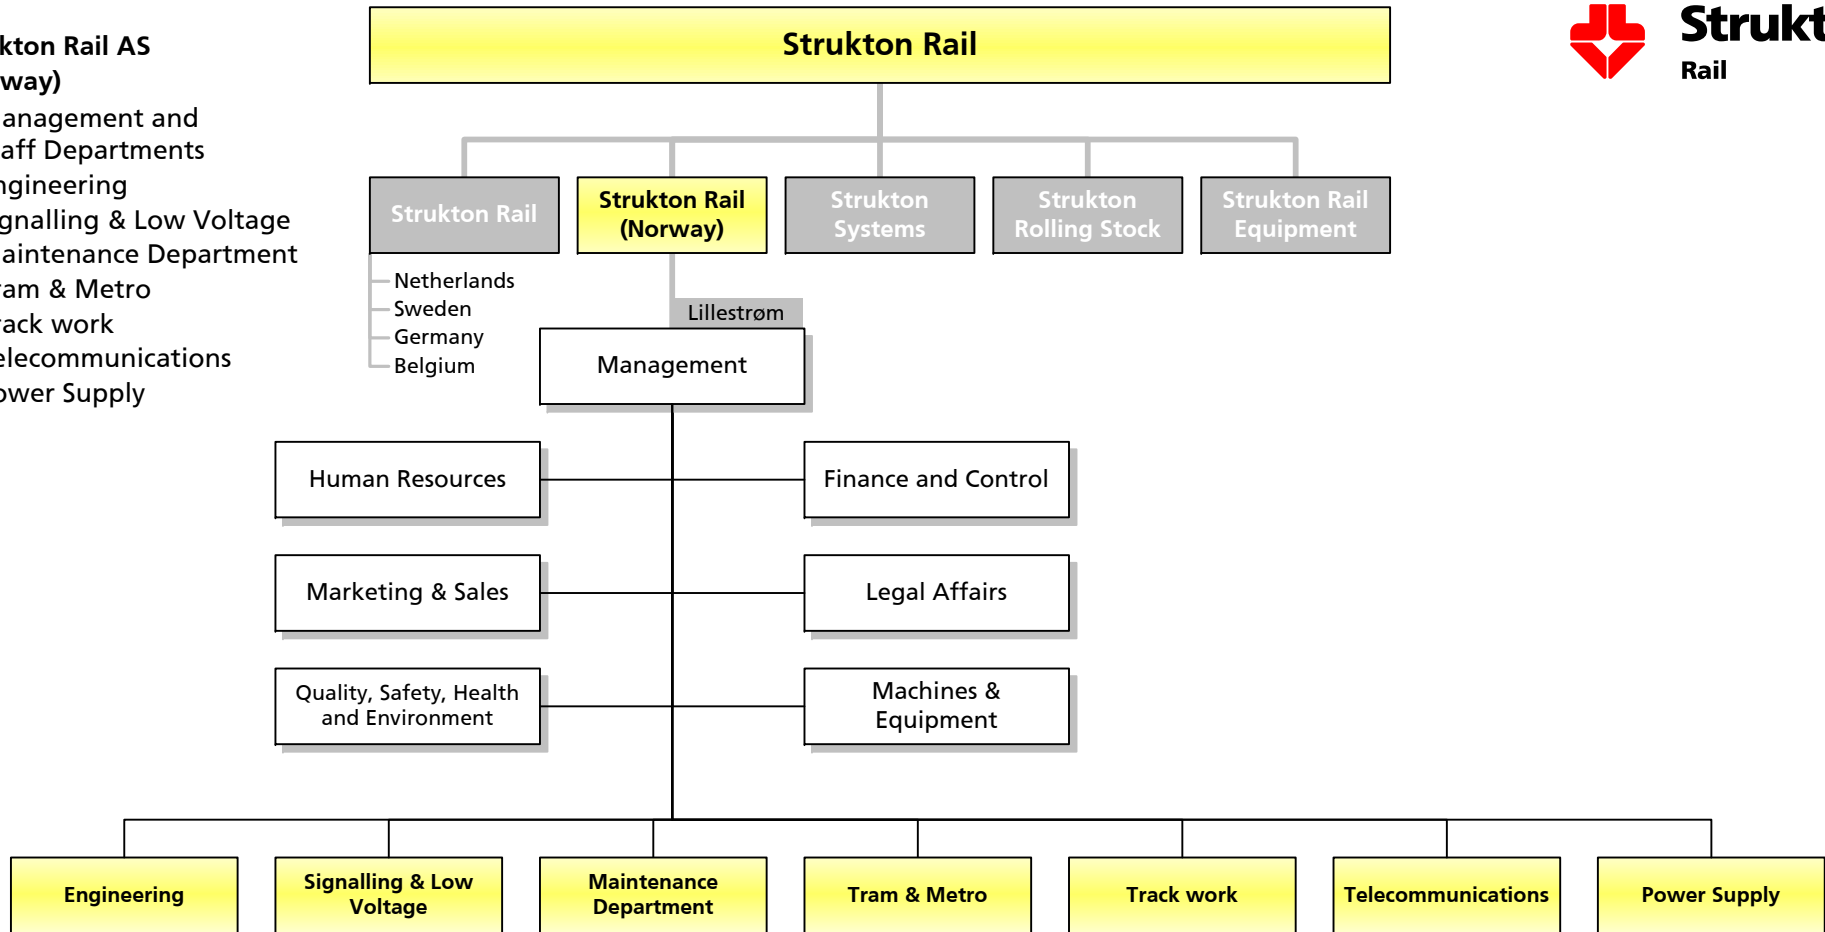 kton Rail AS
way)
anagement and
aff Departments
ngineering
gnalling & Low Voltage
aintenance Department
ram & Metro
rack work
elecommunications
ower Supply
Strukton Rail
Strukt
Rail
Strukton Rail
Strukton Rail
(Norway)
Strukton
Systems
Strukton
Rolling Stock
Strukton Rail
Equipment
Netherlands
Sweden
Germany
Belgium
Lillestrøm
Management
Human Resources
Finance and Control
Marketing & Sales
Legal Affairs
Quality, Safety, Health
and Environment
Machines &
Equipment
Engineering
Signalling & Low
Voltage
Maintenance
Department
Tram & Metro
Track work
Telecommunications
Power Supply